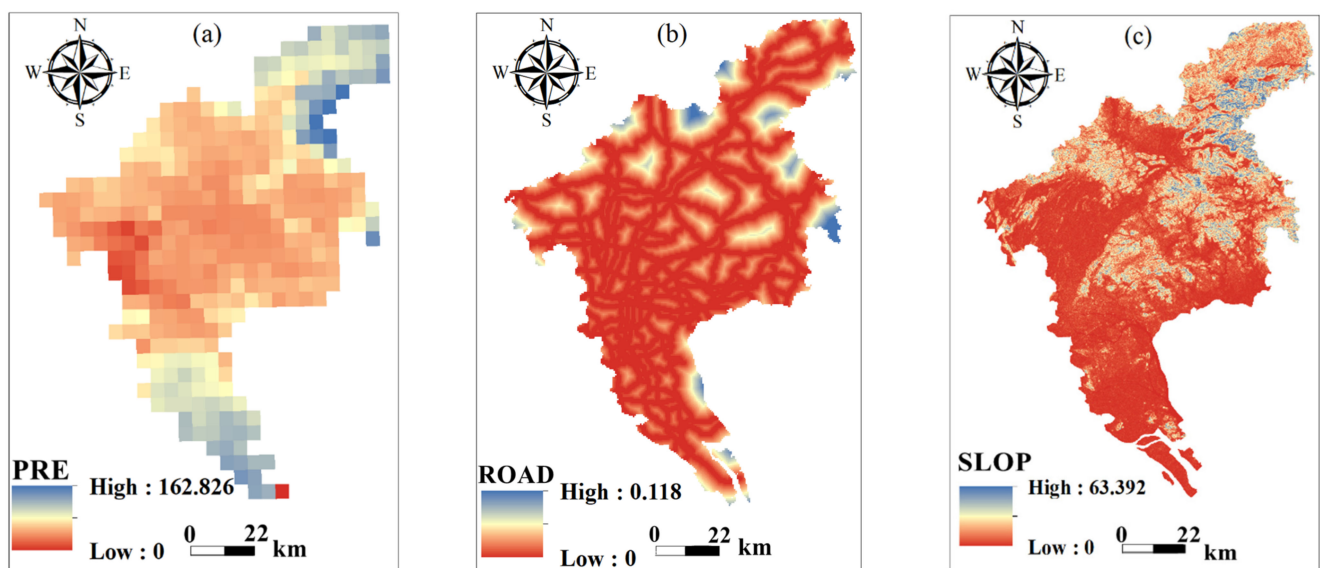 (a)
N
W E
S
PRE
High : 162.826
Low : 0
0 22
km
(b)
N
W E
S
ROAD
High : 0.118
Low : 0
0 22
km
(c)
N
W E
S
SLOP
High : 63.392
Low : 0
0 22
km